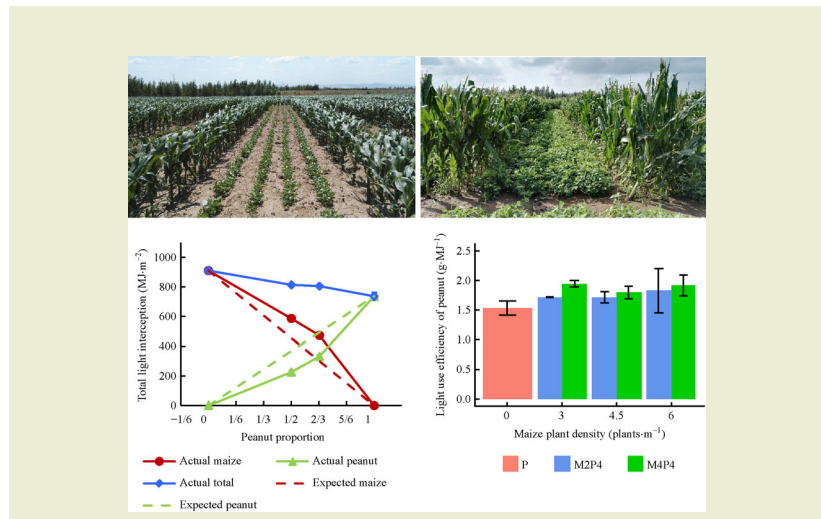 Total light interception (MJ·m⁻²)
1000
800
600
400
200
0
−1/6 0 1/6 1/3 1/2 2/3 5/6 1
Peanut proportion
Actual maize
Actual peanut
Actual total
Expected maize
Expected peanut
Light use efficiency of peanut (g·MJ⁻¹)
2.5
2.0
1.5
1.0
0.5
0.0
0 3 4.5 6
Maize plant density (plants·m⁻¹)
P M2P4 M4P4